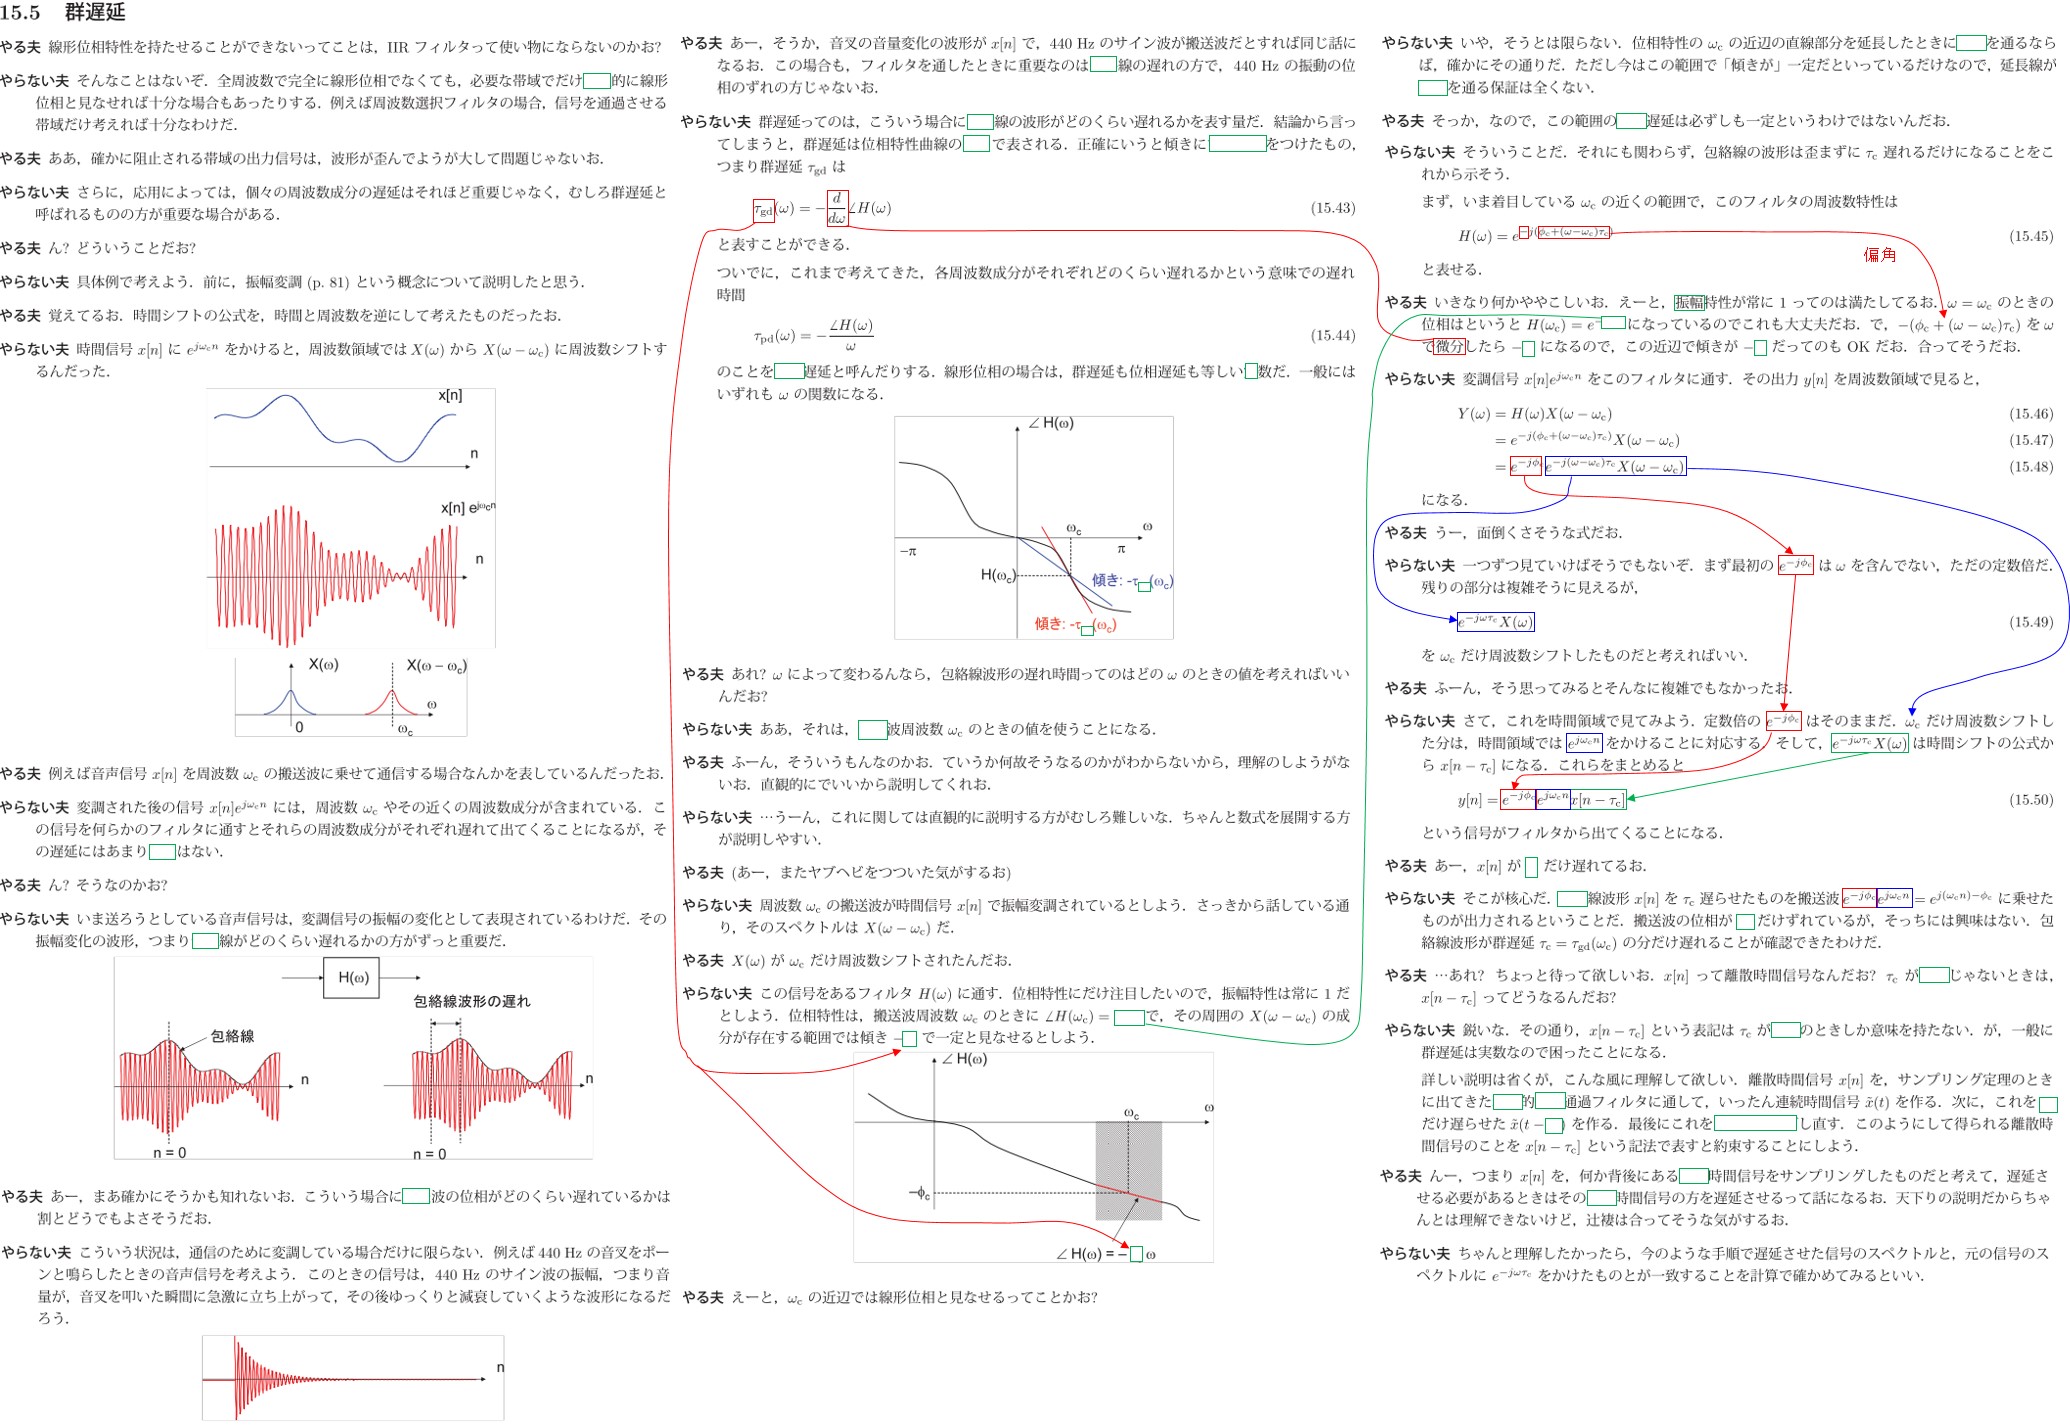 15.5 群遅延
やる夫 線形位相特性を持たせることができないってことは，IIR フィルタって使い物にならないのかお?
やらない夫 そんなことはないぞ．全周波数で完全に線形位相でなくても，必要な帯域でだけ 的に線形
位相と見なせれば十分な場合もあったりする．例えば周波数選択フィルタの場合，信号を通過させる
帯域だけ考えれば十分なわけだ．
やる夫 ああ，確かに阻止される帯域の出力信号は，波形が歪んでようが大して問題じゃないお．
やらない夫 さらに，応用によっては，個々の周波数成分の遅延はそれほど重要じゃなく，むしろ群遅延と
呼ばれるものの方が重要な場合がある．
やる夫 ん? どういうことだお?
やらない夫 具体例で考えよう．前に，振幅変調 (p. 81) という概念について説明したと思う．
やる夫 覚えてるお．時間シフトの公式を，時間と周波数を逆にして考えたものだったお．
やらない夫 時間信号 x[n] に e^{jω_c n} をかけると，周波数領域では X(ω) から X(ω − ω_c) に周波数シフトす
るんだった．
x[n]
n
x[n] e^{jω_c n}
n
X(ω) X(ω − ω_c)
ω
0 ω_c
やる夫 例えば音声信号 x[n] を周波数 ω_c の搬送波に乗せて通信する場合なんかを表しているんだったお．
やらない夫 変調された後の信号 x[n]e^{jω_c n} には，周波数 ω_c やその近くの周波数成分が含まれている．こ
の信号を何らかのフィルタに通すとそれらの周波数成分がそれぞれ遅れて出てくることになるが，そ
の遅延にはあまり はない．
やる夫 ん? そうなのかお?
やらない夫 いま送ろうとしている音声信号は，変調信号の振幅の変化として表現されているわけだ．その
振幅変化の波形，つまり 線がどのくらい遅れるかの方がずっと重要だ．
H(ω)
包絡線波形の遅れ
包絡線
n n
n = 0 n = 0
やる夫 あー，まあ確かにそうかも知れないお．こういう場合に 波の位相がどのくらい遅れているかは
割とどうでもよさそうだお．
やらない夫 こういう状況は，通信のために変調している場合だけに限らない．例えば 440 Hz の音叉をポー
ンと鳴らしたときの音声信号を考えよう．このときの信号は，440 Hz のサイン波の振幅，つまり音
量が，音叉を叩いた瞬間に急激に立ち上がって，その後ゆっくりと減衰していくような波形になるだ
ろう．
n
やる夫 あー，そうか，音叉の音量変化の波形が x[n] で，440 Hz のサイン波が搬送波だとすれば同じ話に
なるお．この場合も，フィルタを通したときに重要なのは 線の遅れの方で，440 Hz の振動の位
相のずれの方じゃないお．
やらない夫 群遅延ってのは，こういう場合に 線の波形がどのくらい遅れるかを表す量だ．結論から言っ
てしまうと，群遅延は位相特性曲線の で表される．正確にいうと傾きに をつけたもの，
つまり群遅延 τ_gd は
τ_gd(ω) = − d/dω ∠H(ω) (15.43)
と表すことができる．
ついでに，これまで考えてきた，各周波数成分がそれぞれどのくらい遅れるかという意味での遅れ
時間
τ_pd(ω) = − ∠H(ω)/ω (15.44)
のことを 遅延と呼んだりする．線形位相の場合は，群遅延も位相遅延も等しい 数だ．一般には
いずれも ω の関数になる．
∠ H(ω)
ω_c ω
−π π
H(ω_c)
傾き: -τ (ω_c)
傾き: -τ (ω_c)
やる夫 あれ? ω によって変わるんなら，包絡線波形の遅れ時間ってのはどの ω のときの値を考えればいい
んだお?
やらない夫 ああ，それは， 波周波数 ω_c のときの値を使うことになる．
やる夫 ふーん，そういうもんなのかお．ていうか何故そうなるのかがわからないから，理解のしようがな
いお．直観的にでいいから説明してくれお．
やらない夫 …うーん，これに関しては直観的に説明する方がむしろ難しいな．ちゃんと数式を展開する方
が説明しやすい．
やる夫 (あー，またヤブヘビをつついた気がするお)
やらない夫 周波数 ω_c の搬送波が時間信号 x[n] で振幅変調されているとしよう．さっきから話している通
り，そのスペクトルは X(ω − ω_c) だ．
やる夫 X(ω) が ω_c だけ周波数シフトされたんだお．
やらない夫 この信号をあるフィルタ H(ω) に通す．位相特性にだけ注目したいので，振幅特性は常に 1 だ
としよう．位相特性は，搬送波周波数 ω_c のときに ∠H(ω_c) = で，その周囲の X(ω − ω_c) の成
分が存在する範囲では傾き − で一定と見なせるとしよう．
∠ H(ω)
ω_c ω
−ϕ_c
∠ H(ω) = − ω
やる夫 えーと，ω_c の近辺では線形位相と見なせるってことかお?
やらない夫 いや，そうとは限らない．位相特性の ω_c の近辺の直線部分を延長したときに を通るなら
ば，確かにその通りだ．ただし今はこの範囲で「傾きが」一定だといっているだけなので，延長線が
を通る保証は全くない．
やる夫 そっか，なので，この範囲の 遅延は必ずしも一定というわけではないんだお．
やらない夫 そういうことだ．それにも関わらず，包絡線の波形は歪まずに τ_c 遅れるだけになることをこ
れから示そう．
まず，いま着目している ω_c の近くの範囲で，このフィルタの周波数特性は
H(ω) = e^{−j(ϕ_c+(ω−ω_c)τ_c)} (15.45)
偏角
と表せる．
やる夫 いきなり何かややこしいお．えーと，振幅特性が常に 1 ってのは満たしてるお．ω = ω_c のときの
位相はというと H(ω_c) = e^{− } になっているのでこれも大丈夫だお．で，−(ϕ_c + (ω − ω_c)τ_c) を ω
で微分したら − になるので，この近辺で傾きが − だってのも OK だお．合ってそうだお．
やらない夫 変調信号 x[n]e^{jω_c n} をこのフィルタに通す．その出力 y[n] を周波数領域で見ると，
Y(ω) = H(ω)X(ω − ω_c) (15.46)
= e^{−j(ϕ_c+(ω−ω_c)τ_c)}X(ω − ω_c) (15.47)
= e^{−jϕ_c} e^{−j(ω−ω_c)τ_c}X(ω − ω_c) (15.48)
になる．
やる夫 うー，面倒くさそうな式だお．
やらない夫 一つずつ見ていけばそうでもないぞ．まず最初の e^{−jϕ_c} は ω を含んでない，ただの定数倍だ．
残りの部分は複雑そうに見えるが，
e^{−jωτ_c}X(ω) (15.49)
を ω_c だけ周波数シフトしたものだと考えればいい．
やる夫 ふーん，そう思ってみるとそんなに複雑でもなかったお．
やらない夫 さて，これを時間領域で見てみよう．定数倍の e^{−jϕ_c} はそのままだ．ω_c だけ周波数シフトし
た分は，時間領域では e^{jω_c n} をかけることに対応する．そして，e^{−jωτ_c}X(ω) は時間シフトの公式か
ら x[n − τ_c] になる．これらをまとめると
y[n] = e^{−jϕ_c}e^{jω_c n}x[n − τ_c] (15.50)
という信号がフィルタから出てくることになる．
やる夫 あー，x[n] が だけ遅れてるお．
やらない夫 そこが核心だ． 線波形 x[n] を τ_c 遅らせたものを搬送波 e^{−jϕ_c}e^{jω_c n} = e^{j(ω_c n)−ϕ_c} に乗せた
ものが出力されるということだ．搬送波の位相が だけずれているが，そっちには興味はない．包
絡線波形が群遅延 τ_c = τ_gd(ω_c) の分だけ遅れることが確認できたわけだ．
やる夫 …あれ? ちょっと待って欲しいお．x[n] って離散時間信号なんだお? τ_c が じゃないときは，
x[n − τ_c] ってどうなるんだお?
やらない夫 鋭いな．その通り，x[n − τ_c] という表記は τ_c が のときしか意味を持たない．が，一般に
群遅延は実数なので困ったことになる．
詳しい説明は省くが，こんな風に理解して欲しい．離散時間信号 x[n] を，サンプリング定理のとき
に出てきた 的 通過フィルタに通して，いったん連続時間信号 x̃(t) を作る．次に，これを
だけ遅らせた x̃(t − ) を作る．最後にこれを し直す．このようにして得られる離散時
間信号のことを x[n − τ_c] という記法で表すと約束することにしよう．
やる夫 んー，つまり x[n] を，何か背後にある 時間信号をサンプリングしたものだと考えて，遅延さ
せる必要があるときはその 時間信号の方を遅延させるって話になるお．天下りの説明だからちゃ
んとは理解できないけど，辻褄は合ってそうな気がするお．
やらない夫 ちゃんと理解したかったら，今のような手順で遅延させた信号のスペクトルと，元の信号のス
ペクトルに e^{−jωτ_c} をかけたものとが一致することを計算で確かめてみるといい．